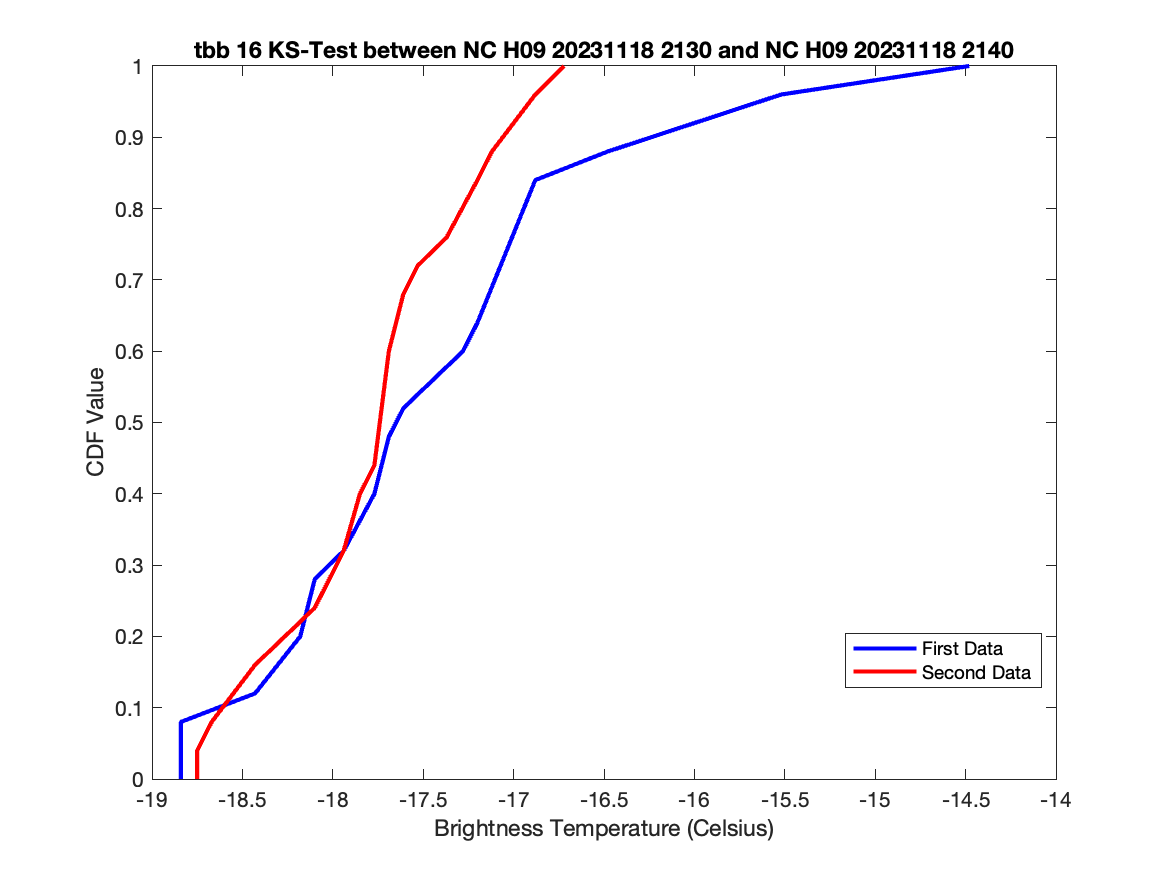 tbb 16 KS-Test between NC H09 20231118 2130 and NC H09 20231118 2140
1
0.9
0.8
0.7
0.6
0.5
0.4
0.3
0.2
0.1
0
CDF Value
First Data
Second Data
-19 -18.5 -18 -17.5 -17 -16.5 -16 -15.5 -15 -14.5 -14
Brightness Temperature (Celsius)